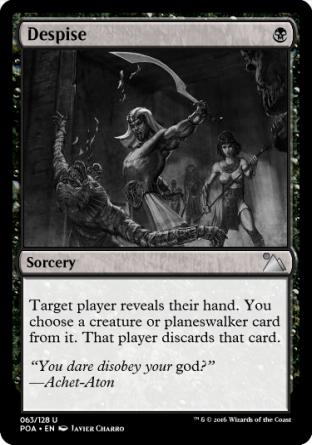 Despise
Sorcery
Target player reveals their hand. You
choose a creature or planeswalker card
from it. That player discards that card.
“You dare disobey your god?”
—Achet-Aton
063/128 U
POA • EN Javier Charro
™ & © 2016 Wizards of the Coast